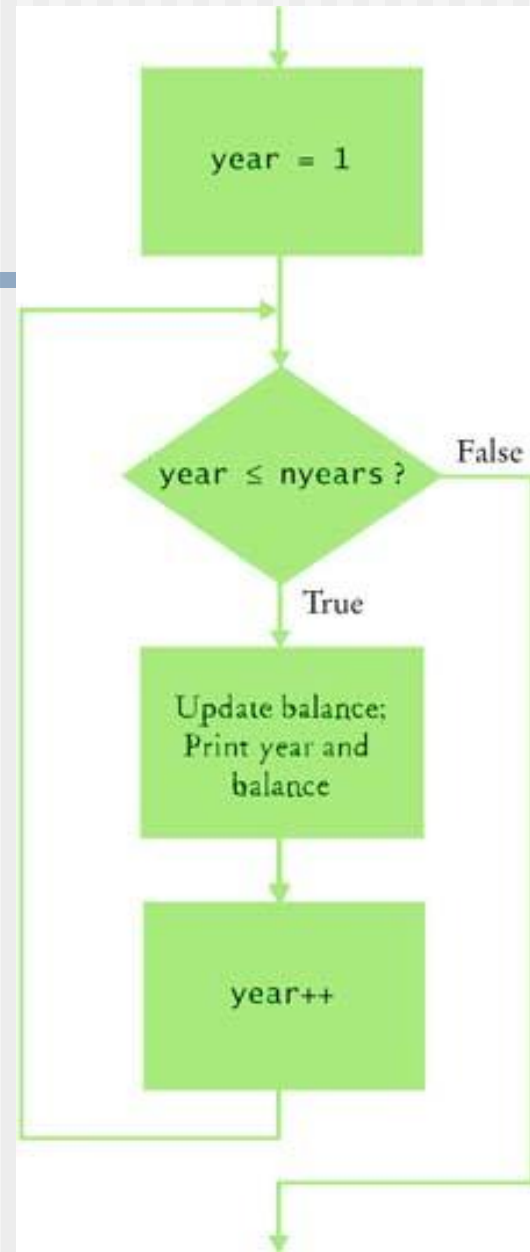 year = 1
year ≤ nyears ?
False
True
Update balance;
Print year and
balance
year++